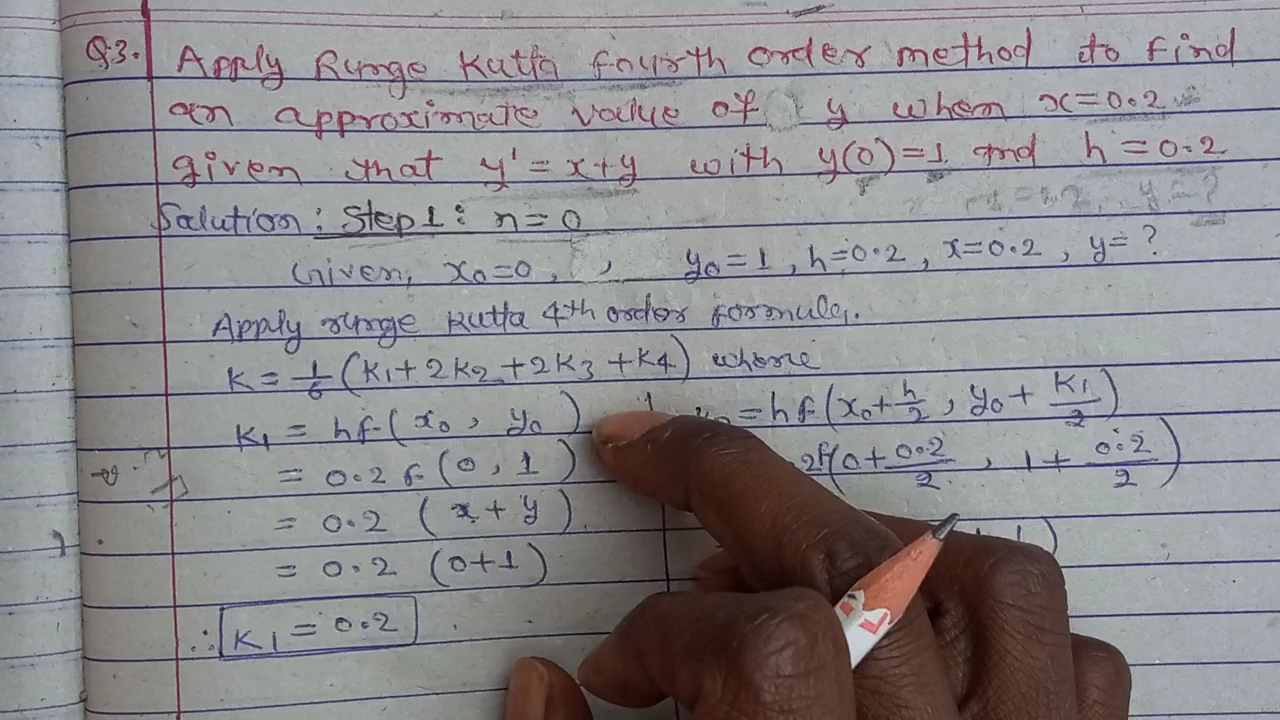 Q.3. Apply Runge Kutta fourth order method to find
an approximate value of y when x=0.2
given that y' = x+y with y(0)=1 and h=0.2
Solution: Step1: n=0
Given, x₀=0, , y₀=1, h=0.2, x=0.2, y=?
Apply runge kutta 4th order formula.
K = 1/6 (K₁+2K₂+2K₃+K₄) where
K₁ = hf(x₀, y₀)
= 0.2 f(0, 1)
= 0.2 (x+y)
= 0.2 (0+1)
∴ K₁ = 0.2
= hf(x₀+h/2, y₀+K₁/2)
2f(0+0.2/2, 1+0.2/2)